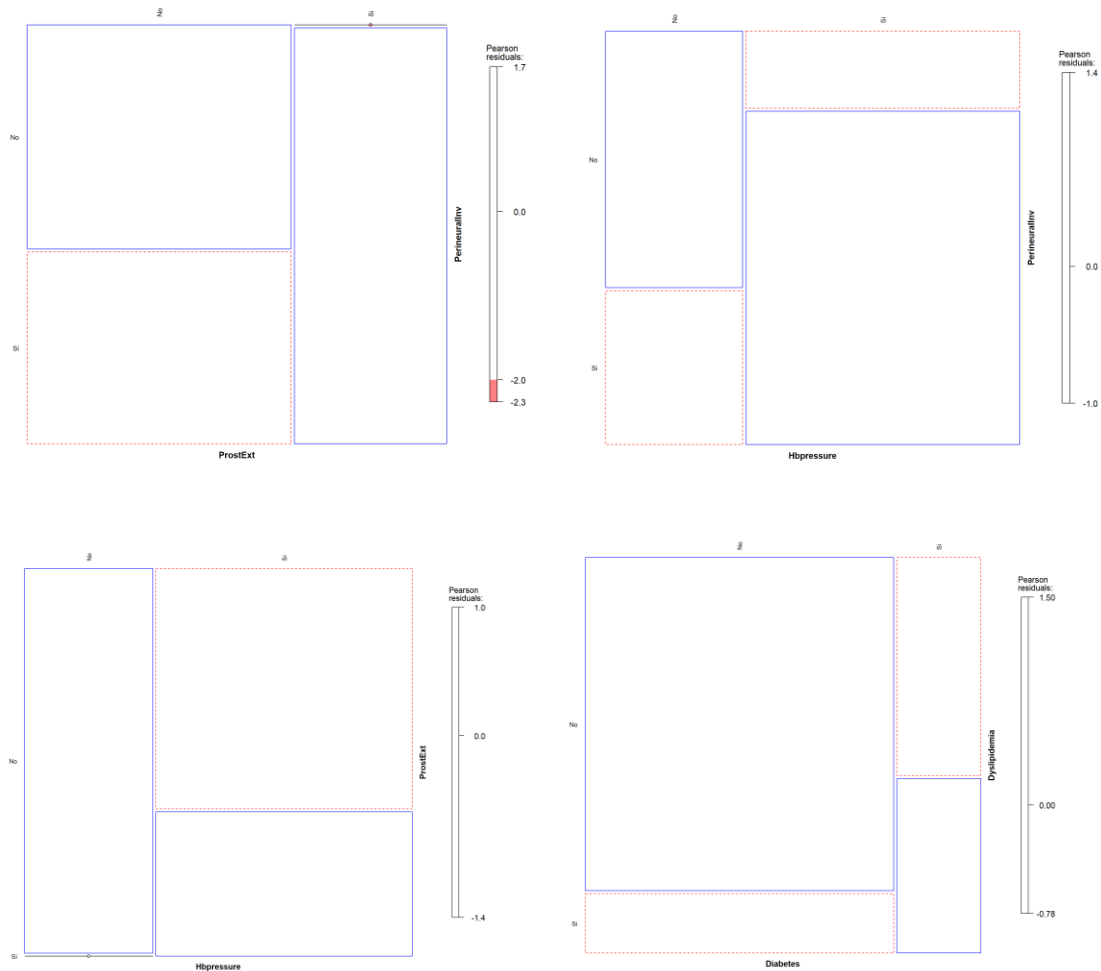 No
Si
Pearson
residuals:
1.7
0.0
-2.0
-2.3
No
Si
PerineuralInv
ProstExt
No
Si
Pearson
residuals:
1.4
0.0
-1.0
No
Si
PerineuralInv
Hbpressure
No
Si
Pearson
residuals:
1.0
0.0
-1.4
No
Si
ProstExt
Hbpressure
No
Si
Pearson
residuals:
1.50
0.00
-0.78
No
Si
Dyslipidemia
Diabetes